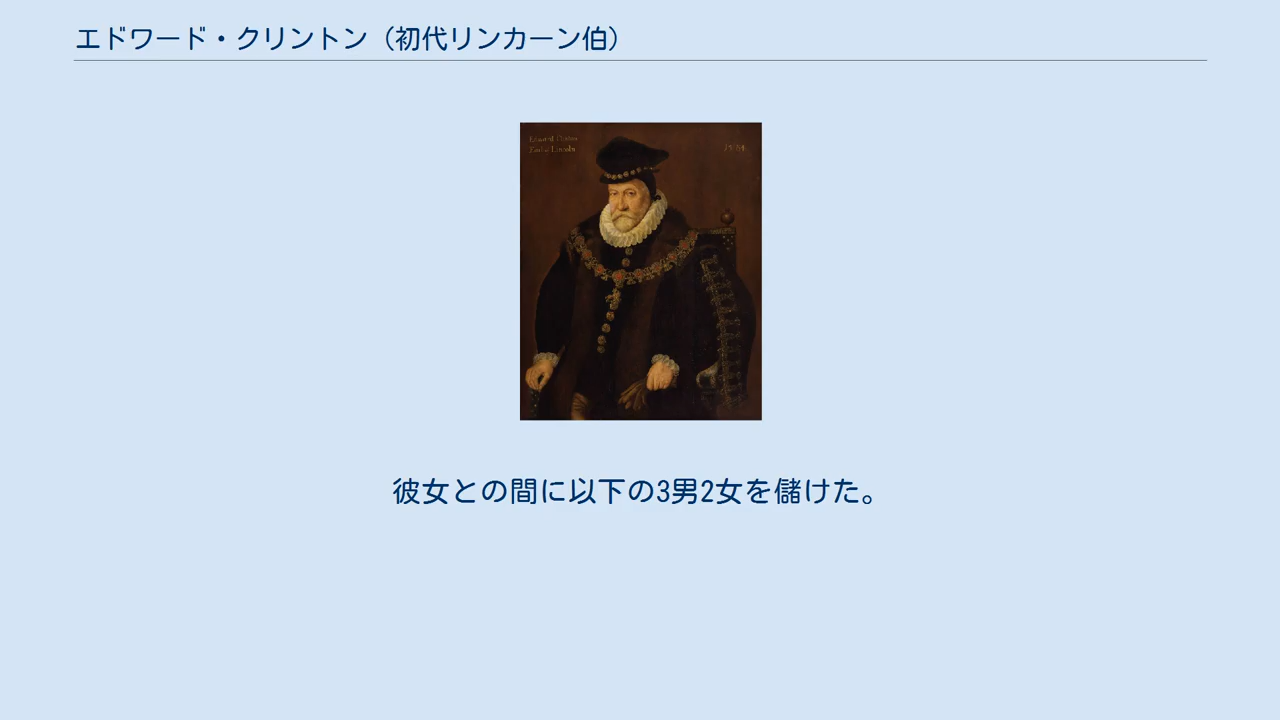 エドワード・クリントン（初代リンカーン伯）
彼女との間に以下の3男2女を儲けた。